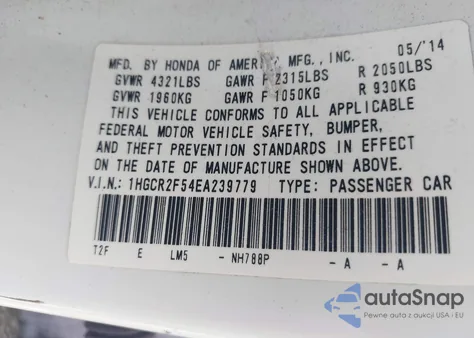 MFD. BY HONDA OF AMERICA MFG., INC. 05/'14
GVWR 4321LBS GAWR F 2315LBS R 2050LBS
GVWR 1960KG GAWR F 1050KG R 930KG
THIS VEHICLE CONFORMS TO ALL APPLICABLE
FEDERAL MOTOR VEHICLE SAFETY, BUMPER,
AND THEFT PREVENTION STANDARDS IN EFFECT
ON THE DATE OF MANUFACTURE SHOWN ABOVE.
V.I.N.: 1HGCR2F54EA239779 TYPE: PASSENGER CAR
T2F E LM5 - NH788P - A - A
autoSnap
Pewne auta z aukcji USA i EU